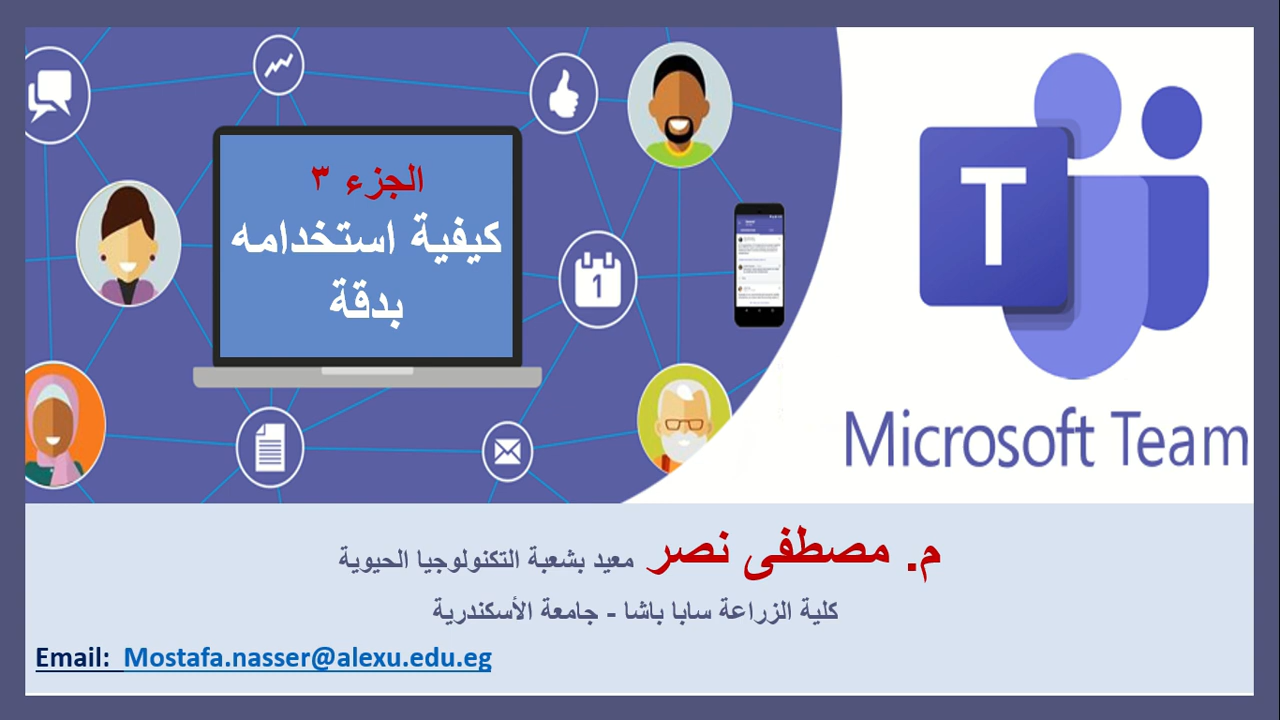 الجزء ٣
كيفية استخدامه
بدقة
T
1
Microsoft Team
م. مصطفى نصر معيد بشعبة التكنولوجيا الحيوية
كلية الزراعة سابا باشا - جامعة الأسكندرية
Email: Mostafa.nasser@alexu.edu.eg